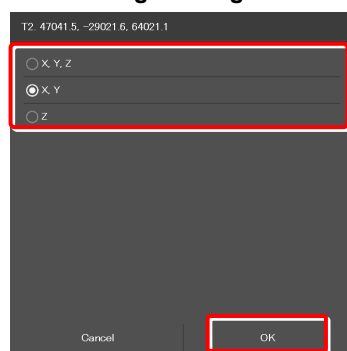 T2. 47041.5, -29021.6, 64021.1
X, Y, Z
X, Y
Z
Cancel
OK